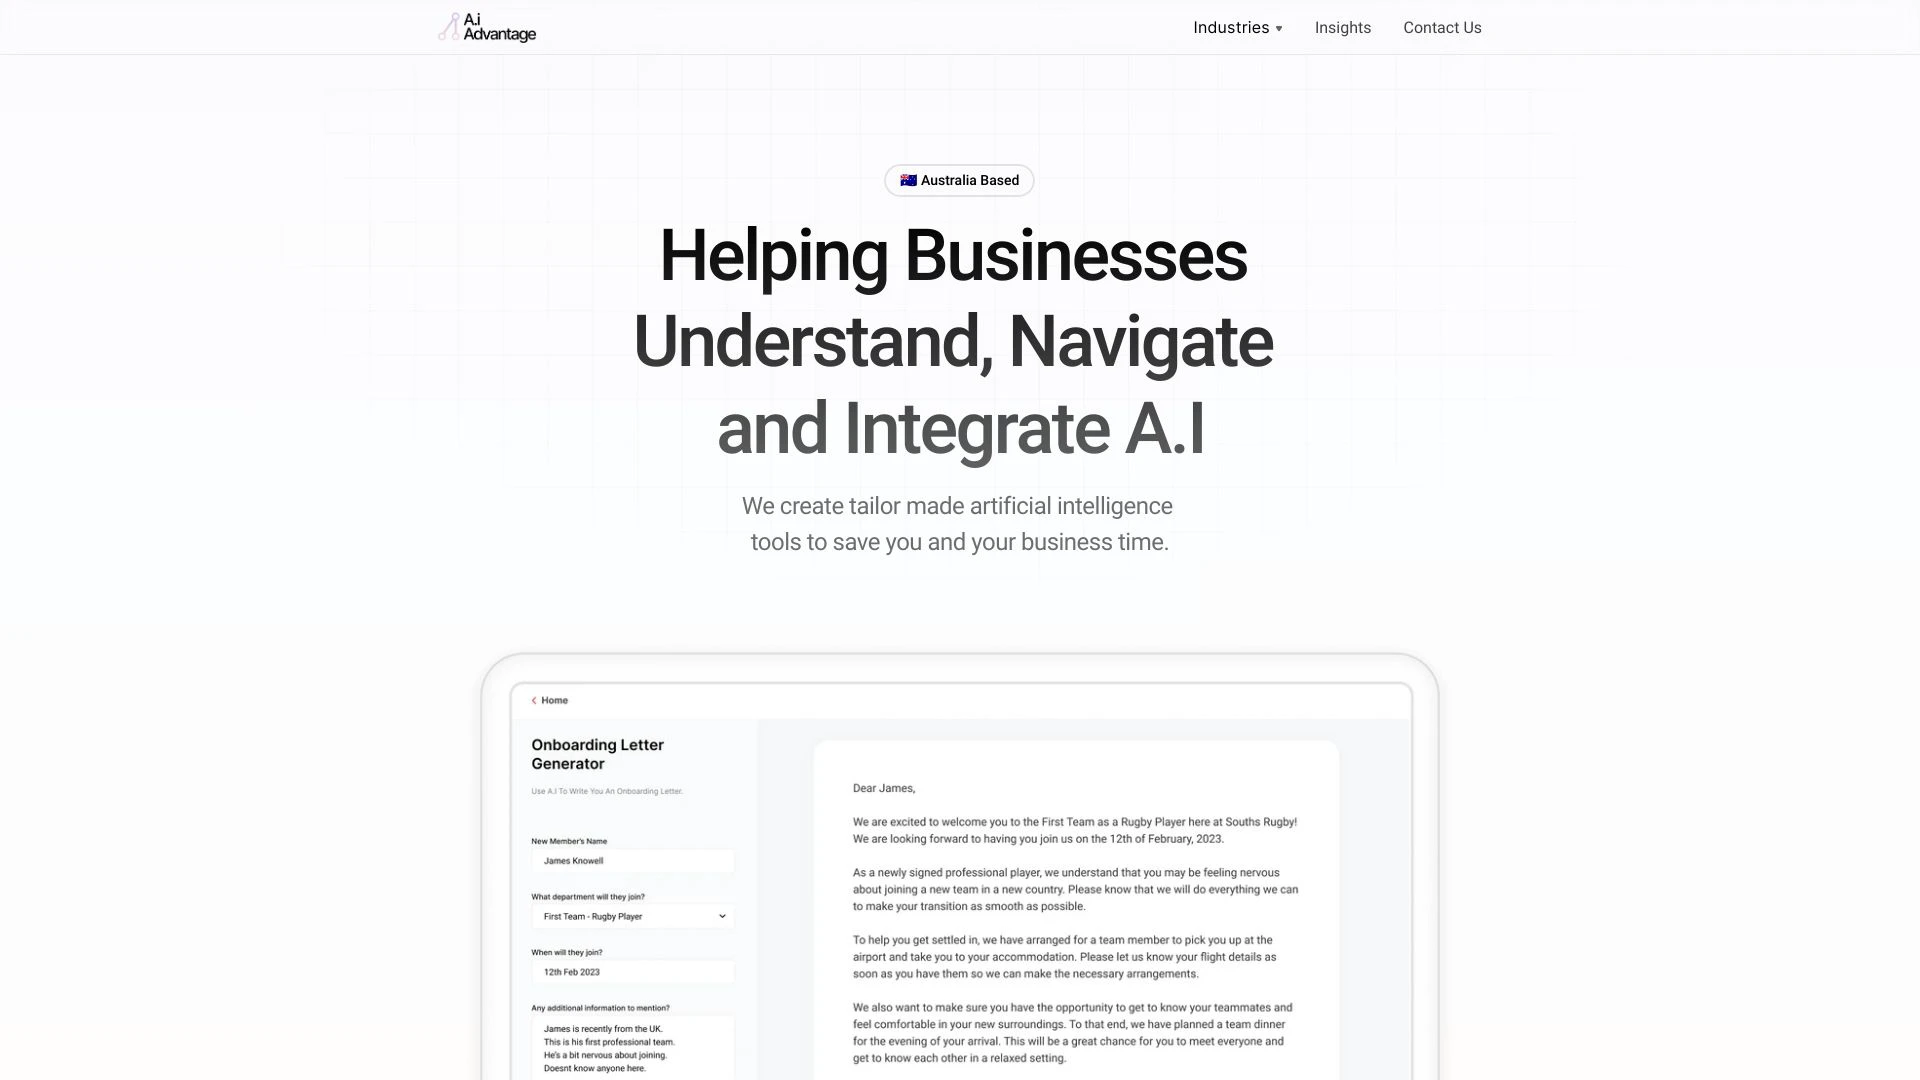 A.i
Advantage
Industries
Insights
Contact Us
Australia Based
Helping Businesses
Understand, Navigate
and Integrate A.I
We create tailor made artificial intelligence
tools to save you and your business time.
Home
Onboarding Letter
Generator
Use A.I To Write You An Onboarding Letter.
New Member's Name
James Knowell
What department will they join?
First Team - Rugby Player
When will they join?
12th Feb 2023
Any additional information to mention?
James is recently from the UK.
This is his first professional team.
He's a bit nervous about joining.
Doesnt know anyone here.
Dear James,
We are excited to welcome you to the First Team as a Rugby Player here at Souths Rugby!
We are looking forward to having you join us on the 12th of February, 2023.
As a newly signed professional player, we understand that you may be feeling nervous
about joining a new team in a new country. Please know that we will do everything we can
to make your transition as smooth as possible.
To help you get settled in, we have arranged for a team member to pick you up at the
airport and take you to your accommodation. Please let us know your flight details as
soon as you have them so we can make the necessary arrangements.
We also want to make sure you have the opportunity to get to know your teammates and
feel comfortable in your new surroundings. To that end, we have planned a team dinner
for the evening of your arrival. This will be a great chance for you to meet everyone and
get to know each other in a relaxed setting.